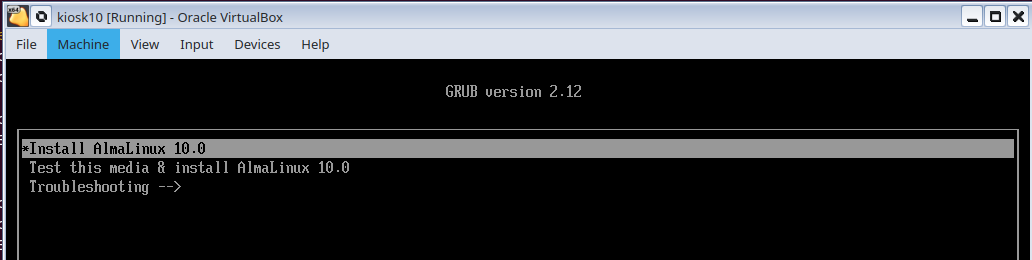 kiosk10 [Running] - Oracle VirtualBox
File Machine View Input Devices Help
GRUB version 2.12
*Install AlmaLinux 10.0
Test this media & install AlmaLinux 10.0
Troubleshooting -->